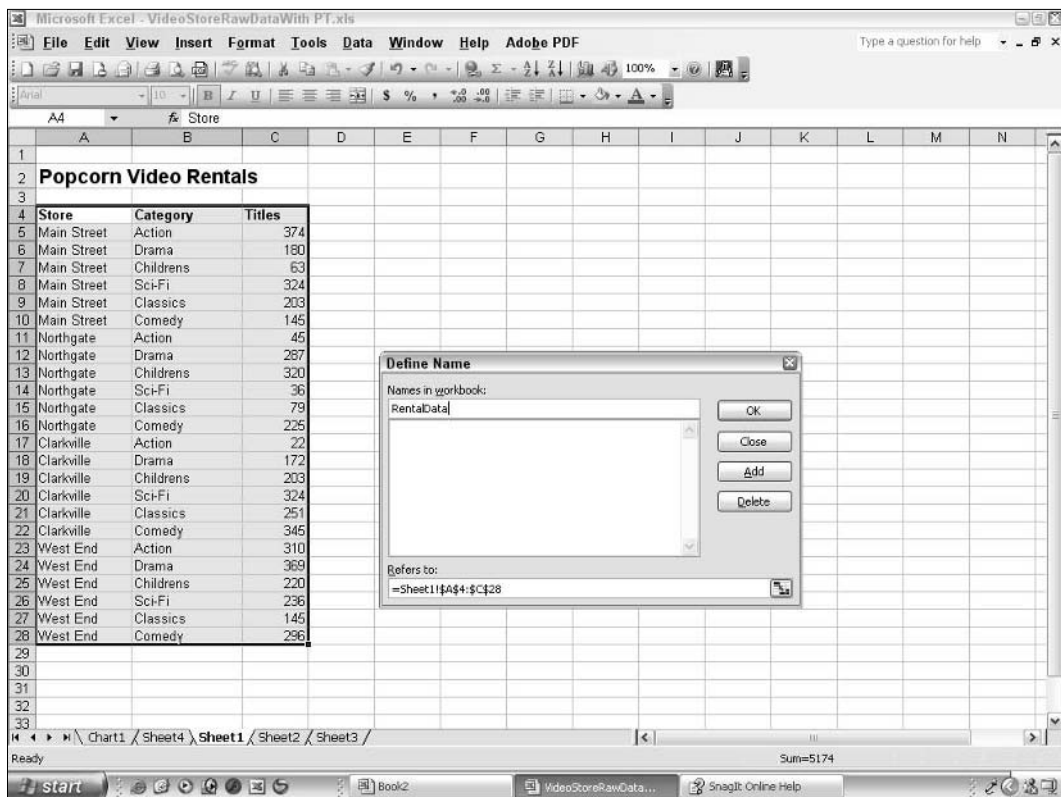 Microsoft Excel - VideoStoreRawDataWith PT.xls
File Edit View Insert Format Tools Data Window Help Adobe PDF Type a question for help
100%
Arial 10 B I U $ % , A
A4 fx Store
A B C D E F G H I J K L M N
1
2 Popcorn Video Rentals
3
4 Store Category Titles
5 Main Street Action 374
6 Main Street Drama 180
7 Main Street Childrens 63
8 Main Street Sci-Fi 324
9 Main Street Classics 203
10 Main Street Comedy 145
11 Northgate Action 45
12 Northgate Drama 287
13 Northgate Childrens 320
14 Northgate Sci-Fi 36
15 Northgate Classics 79
16 Northgate Comedy 225
17 Clarkville Action 22
18 Clarkville Drama 172
19 Clarkville Childrens 203
20 Clarkville Sci-Fi 324
21 Clarkville Classics 251
22 Clarkville Comedy 345
23 West End Action 310
24 West End Drama 369
25 West End Childrens 220
26 West End Sci-Fi 236
27 West End Classics 145
28 West End Comedy 296
29
30
31
32
33
Define Name
Names in workbook:
RentalData
OK
Close
Add
Delete
Refers to:
=Sheet1!$A$4:$C$28
Chart1 / Sheet4 \ Sheet1 / Sheet2 / Sheet3 /
Ready Sum=5174
start Book2 VideoStoreRawData... SnagIt Online Help